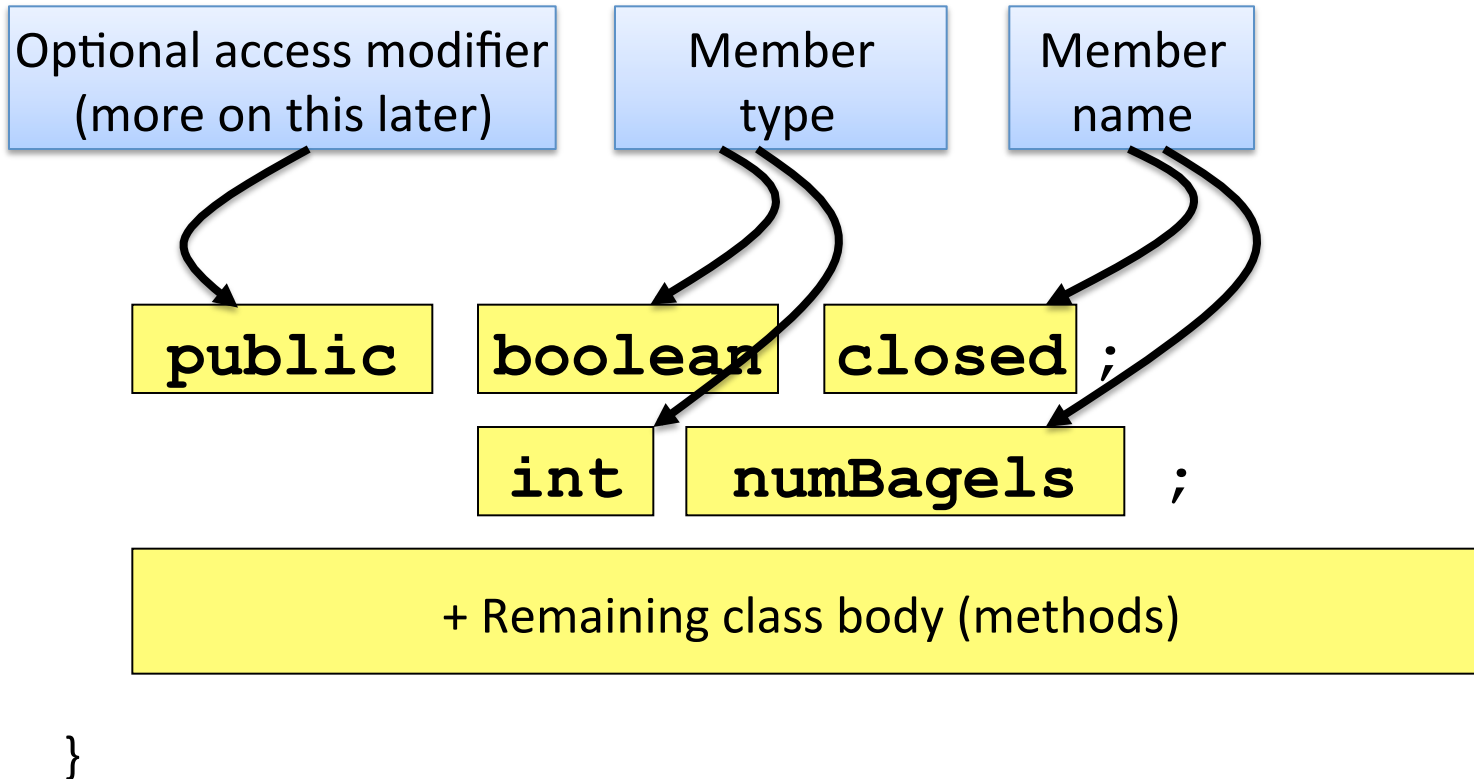 Optional access modifier
(more on this later)
Member
type
Member
name
public boolean closed ;
int numBagels ;
+ Remaining class body (methods)
}